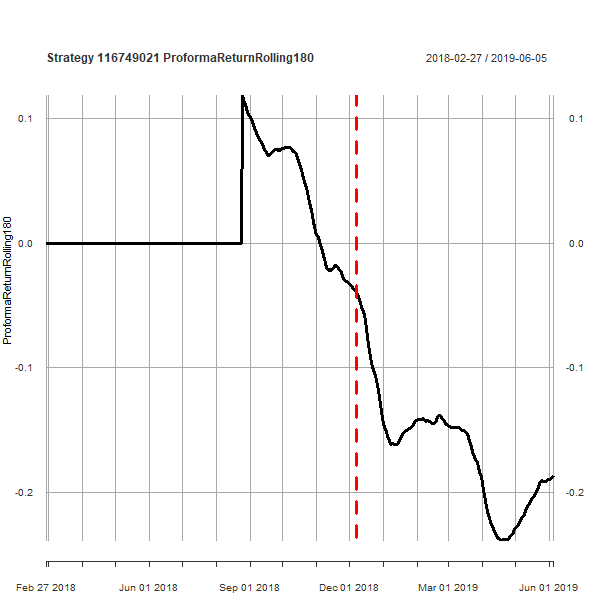 Strategy 116749021 ProformaReturnRolling180
2018-02-27 / 2019-06-05
ProformaReturnRolling180
0.1
0.0
-0.1
-0.2
0.1
0.0
-0.1
-0.2
Feb 27 2018
Jun 01 2018
Sep 01 2018
Dec 01 2018
Mar 01 2019
Jun 01 2019